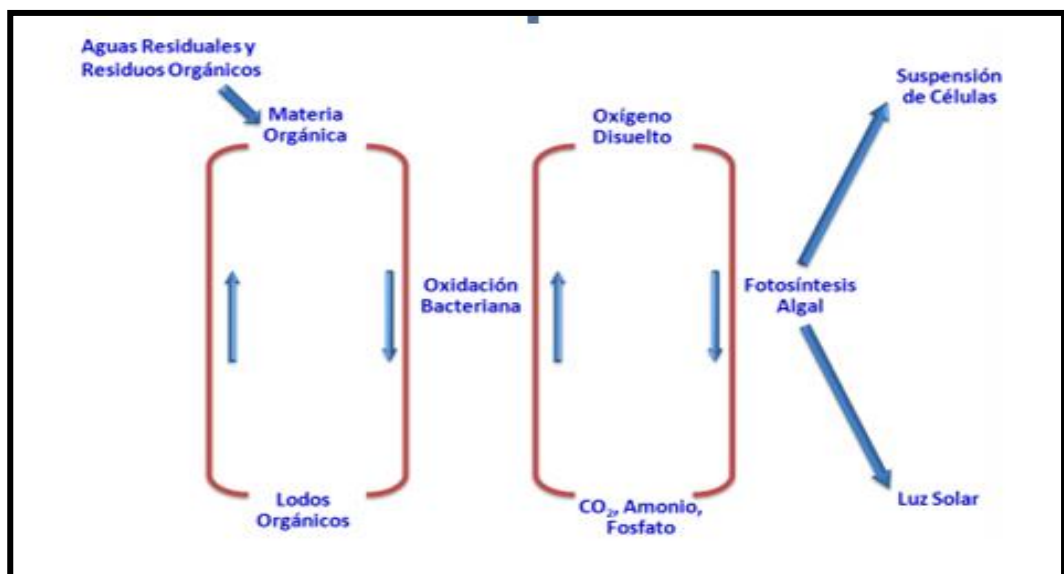 Aguas Residuales y
Residuos Orgánicos
Materia
Orgánica
Oxígeno
Disuelto
Suspensión
de Células
Oxidación
Bacteriana
Fotosíntesis
Algal
Lodos
Orgánicos
CO₂, Amonio,
Fosfato
Luz Solar